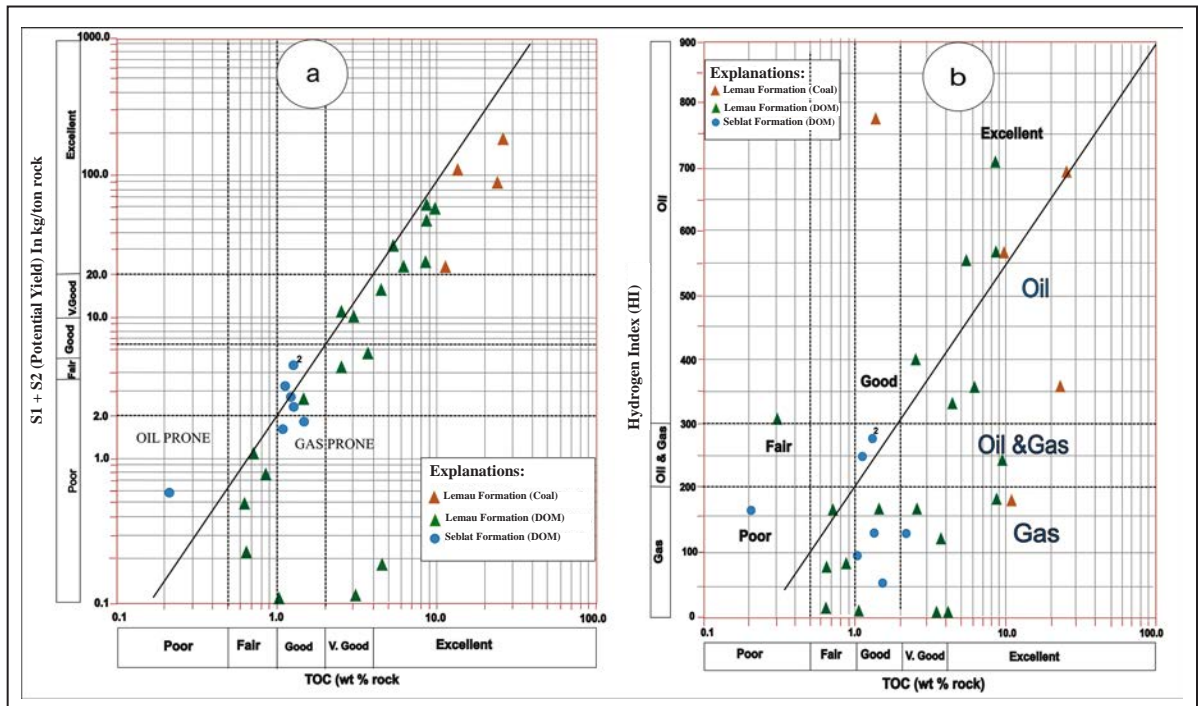 a
1000.0
100.0
20.0
10.0
2.0
1.0
0.1
S1 + S2 (Potential Yield) In kg/ton rock
Excellent
V.Good
Good
Fair
Poor
2
OIL PRONE
GAS PRONE
Explanations:
Lemau Formation (Coal)
Lemau Formation (DOM)
Seblat Formation (DOM)
0.1
1.0
10.0
100.0
Poor
Fair
Good
V. Good
Excellent
TOC (wt % rock
b
900
800
700
600
500
400
300
200
100
0
Hydrogen Index (HI)
Oil
Oil & Gas
Gas
Explanations:
Lemau Formation (Coal)
Lemau Formation (DOM)
Seblat Formation (DOM)
Excellent
Oil
Good
2
Fair
Oil &Gas
Poor
Gas
0.1
1.0
10.0
100.0
Poor
Fair
Good
V. Good
Excellent
TOC (wt % rock)